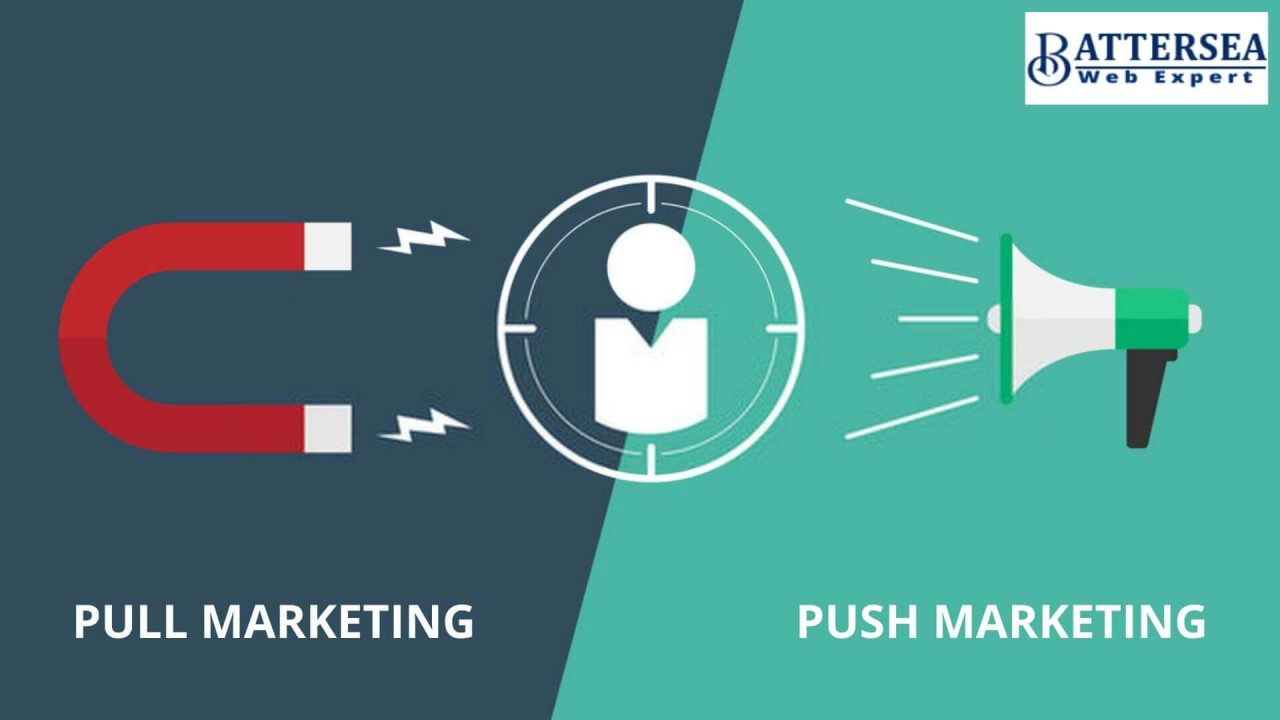 BATTERSEA
Web Expert
PULL MARKETING
PUSH MARKETING